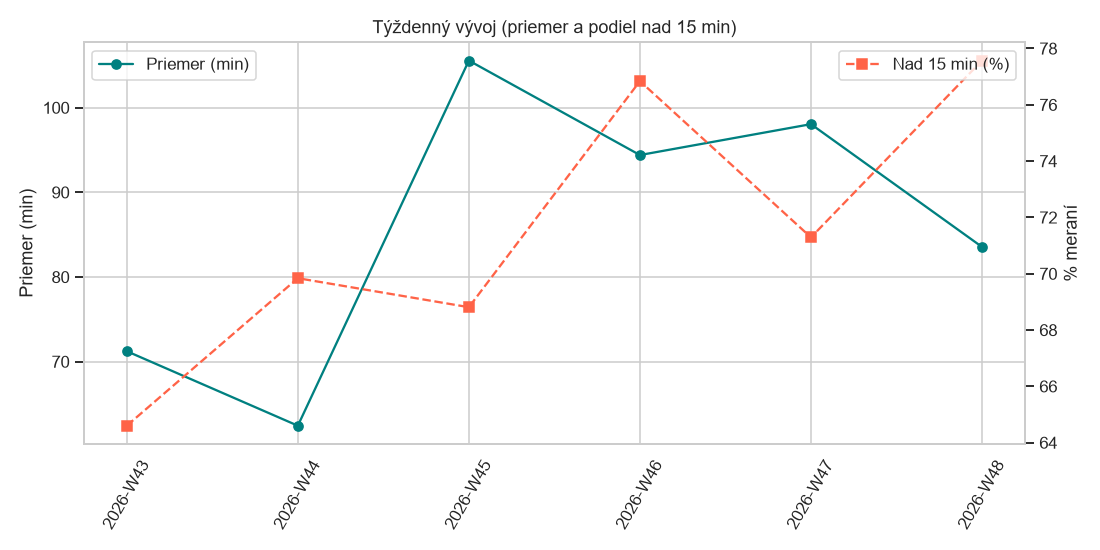 Týždenný vývoj (priemer a podiel nad 15 min)
Priemer (min)
Nad 15 min (%)
Priemer (min)
100
90
80
70
78
76
74
72
70
68
66
64
% meraní
2026-W43
2026-W44
2026-W45
2026-W46
2026-W47
2026-W48